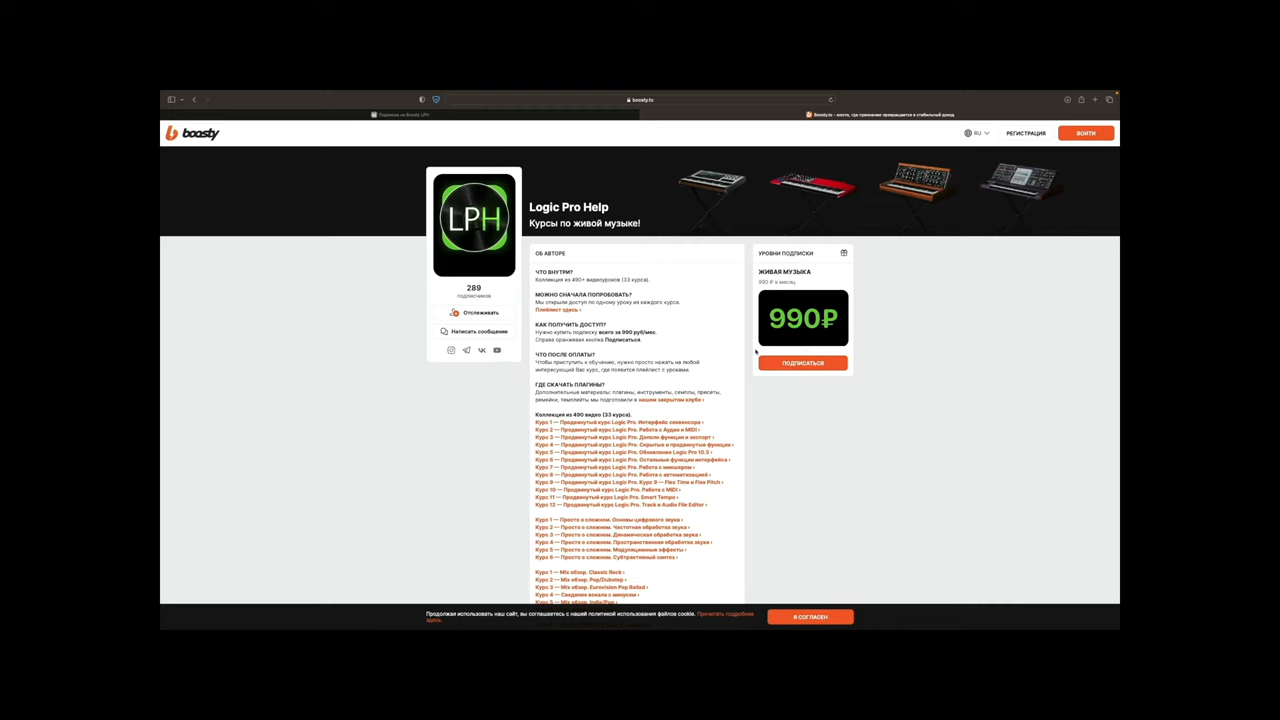 boosty.to
Подписка на Boosty LPH
Boosty.to - место, где признание превращается в стабильный доход
boosty
RU
РЕГИСТРАЦИЯ
ВОЙТИ
LPH
Logic Pro Help
Курсы по живой музыке!
289
подписчиков
Отслеживать
Написать сообщение
ОБ АВТОРЕ
ЧТО ВНУТРИ?
Коллекция из 490+ видеоуроков (33 курса).
МОЖНО СНАЧАЛА ПОПРОБОВАТЬ?
Мы открыли доступ по одному уроку из каждого курса.
Плейлист здесь ›
КАК ПОЛУЧИТЬ ДОСТУП?
Нужно купить подписку всего за 990 руб/мес.
Справа оранжевая кнопка Подписаться.
ЧТО ПОСЛЕ ОПЛАТЫ?
Чтобы приступить к обучению, нужно просто нажать на любой
интересующий Вас курс, где появится плейлист с уроками.
ГДЕ СКАЧАТЬ ПЛАГИНЫ?
Дополнительные материалы: плагины, инструменты, семплы, пресеты,
ремейки, темплейты мы подготовили в нашем закрытом клубе ›
Коллекция из 490 видео (33 курса).
Курс 1 — Продвинутый курс Logic Pro. Интерфейс секвенсора ›
Курс 2 — Продвинутый курс Logic Pro. Работа с Аудио и MIDI ›
Курс 3 — Продвинутый курс Logic Pro. Дополн функции и экспорт ›
Курс 4 — Продвинутый курс Logic Pro. Скрытые и продвинутые функции ›
Курс 5 — Продвинутый курс Logic Pro. Обновление Logic Pro 10.5 ›
Курс 6 — Продвинутый курс Logic Pro. Остальные функции интерфейса ›
Курс 7 — Продвинутый курс Logic Pro. Работа с микшером ›
Курс 8 — Продвинутый курс Logic Pro. Работа с автоматизацией ›
Курс 9 — Продвинутый курс Logic Pro. Курс 9 — Flex Time и Flex Pitch ›
Курс 10 — Продвинутый курс Logic Pro. Работа с MIDI ›
Курс 11 — Продвинутый курс Logic Pro. Smart Tempo ›
Курс 12 — Продвинутый курс Logic Pro. Track и Audio File Editor ›
Курс 1 — Просто о сложном. Основы цифрового звука ›
Курс 2 — Просто о сложном. Частотная обработка звука ›
Курс 3 — Просто о сложном. Динамическая обработка звука ›
Курс 4 — Просто о сложном. Пространственная обработка звука ›
Курс 5 — Просто о сложном. Модуляционные эффекты ›
Курс 6 — Просто о сложном. Субтрактивный синтез ›
Курс 1 — Mix обзор. Classic Rock ›
Курс 2 — Mix обзор. Pop/Dubstep ›
Курс 3 — Mix обзор. Eurovision Pop Ballad ›
Курс 4 — Сведение вокала с минусом ›
Курс 5 — Mix обзор. Indie/Pop ›
УРОВНИ ПОДПИСКИ
ЖИВАЯ МУЗЫКА
990 ₽ в месяц
990₽
ПОДПИСАТЬСЯ
Продолжая использовать наш сайт, вы соглашаетесь с нашей политикой использования файлов cookie. Прочитать подробнее
здесь.
Я СОГЛАСЕН